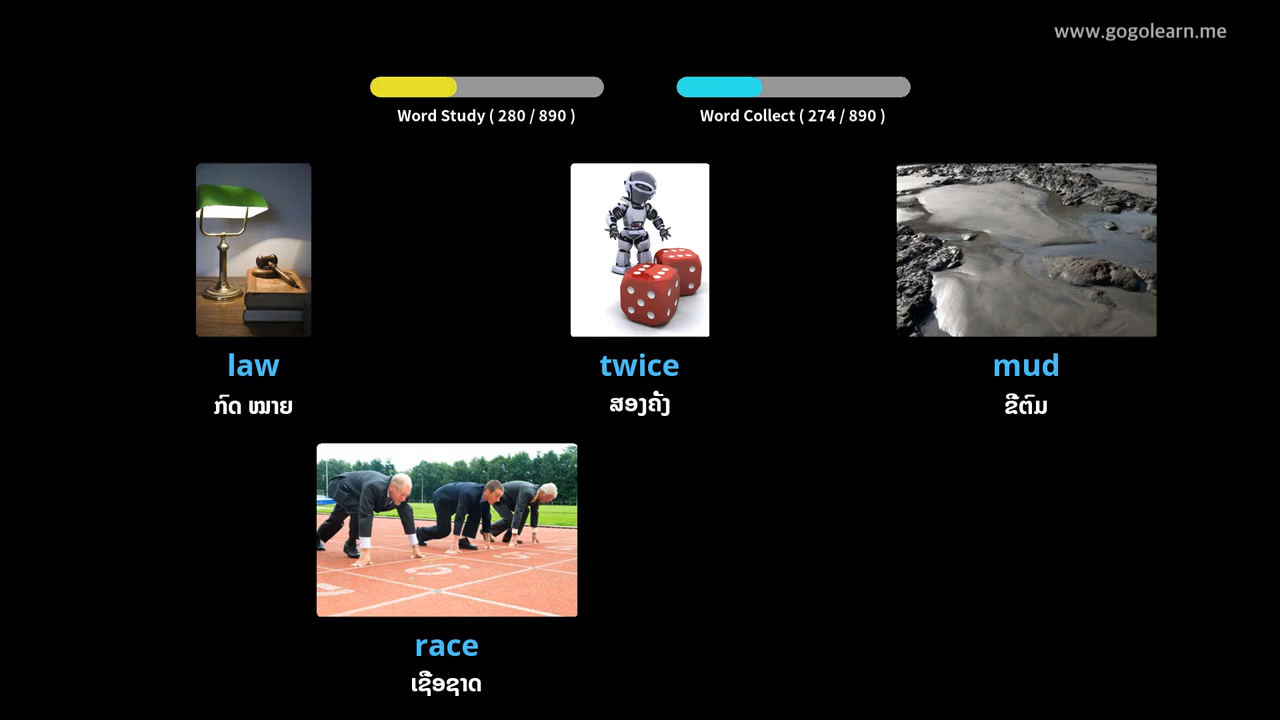 www.gogolearn.me
Word Study ( 280 / 890 )
Word Collect ( 274 / 890 )
law
twice
mud
ກົດ ໝາຍ
ສອງຄັ້ງ
ຂີ້ຕົມ
race
ເຊື້ອຊາດ